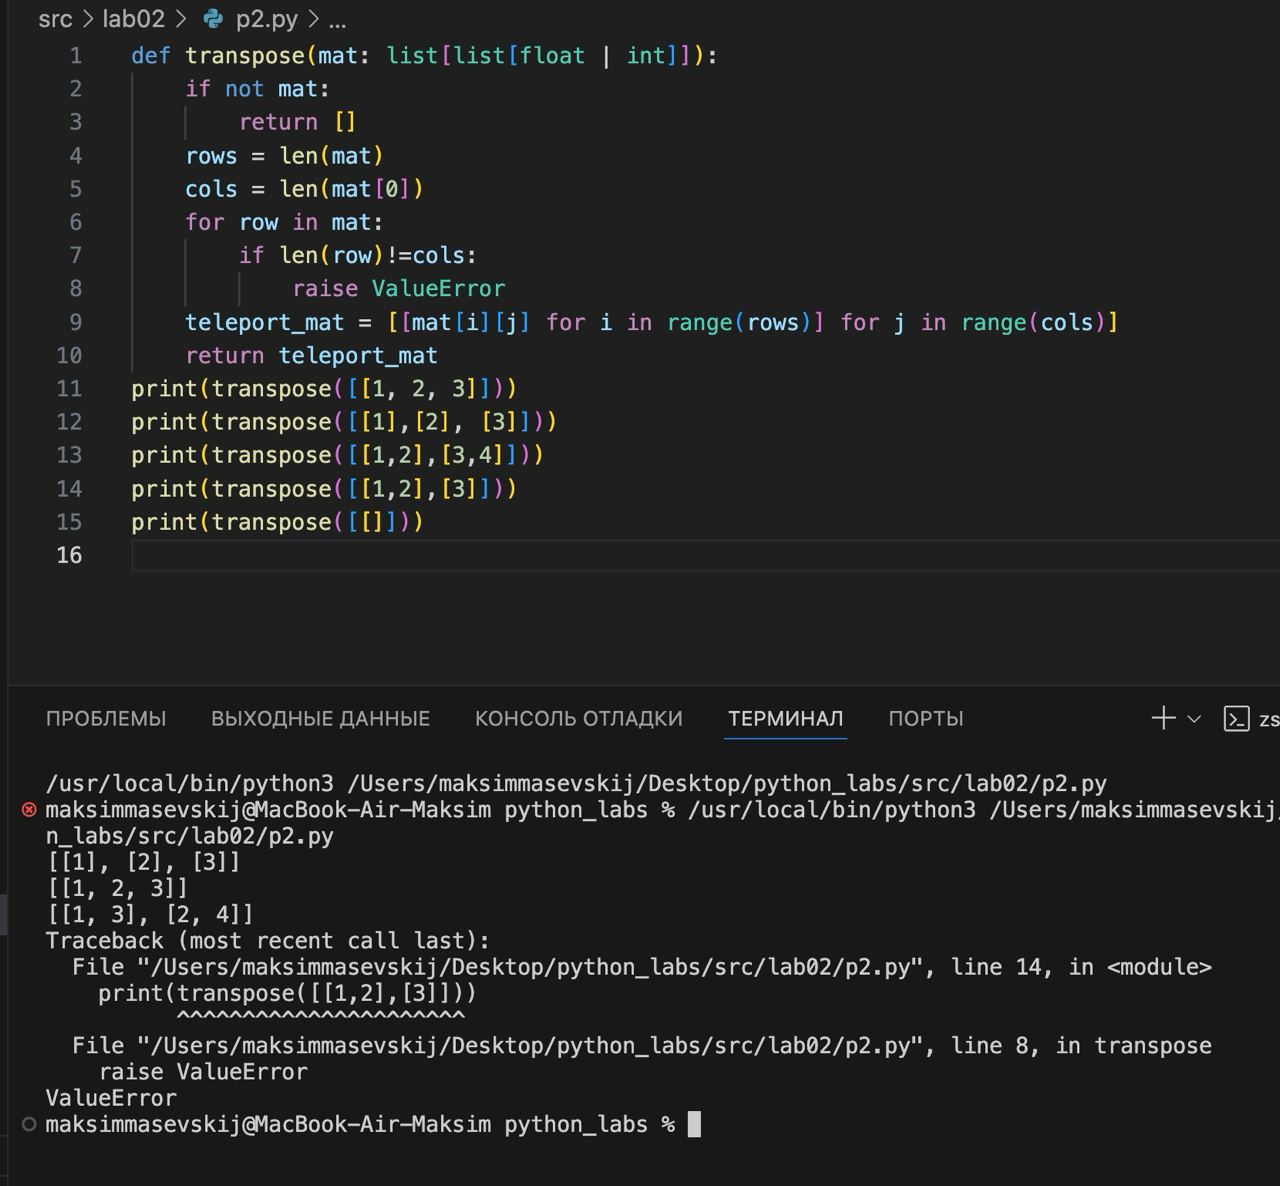 src > lab02 > p2.py > ...
1 def transpose(mat: list[list[float | int]]):
2     if not mat:
3         return []
4     rows = len(mat)
5     cols = len(mat[0])
6     for row in mat:
7         if len(row)!=cols:
8             raise ValueError
9     teleport_mat = [[mat[i][j] for i in range(rows)] for j in range(cols)]
10     return teleport_mat
11 print(transpose([[1, 2, 3]]))
12 print(transpose([[1],[2], [3]]))
13 print(transpose([[1,2],[3,4]]))
14 print(transpose([[1,2],[3]]))
15 print(transpose([[]]))
16
ПРОБЛЕМЫ ВЫХОДНЫЕ ДАННЫЕ КОНСОЛЬ ОТЛАДКИ ТЕРМИНАЛ ПОРТЫ zs
/usr/local/bin/python3 /Users/maksimmasevskij/Desktop/python_labs/src/lab02/p2.py
maksimmasevskij@MacBook-Air-Maksim python_labs % /usr/local/bin/python3 /Users/maksimmasevskij/
n_labs/src/lab02/p2.py
[[1], [2], [3]]
[[1, 2, 3]]
[[1, 3], [2, 4]]
Traceback (most recent call last):
  File "/Users/maksimmasevskij/Desktop/python_labs/src/lab02/p2.py", line 14, in <module>
    print(transpose([[1,2],[3]]))
          ^^^^^^^^^^^^^^^^^^^^^^
  File "/Users/maksimmasevskij/Desktop/python_labs/src/lab02/p2.py", line 8, in transpose
    raise ValueError
ValueError
maksimmasevskij@MacBook-Air-Maksim python_labs %